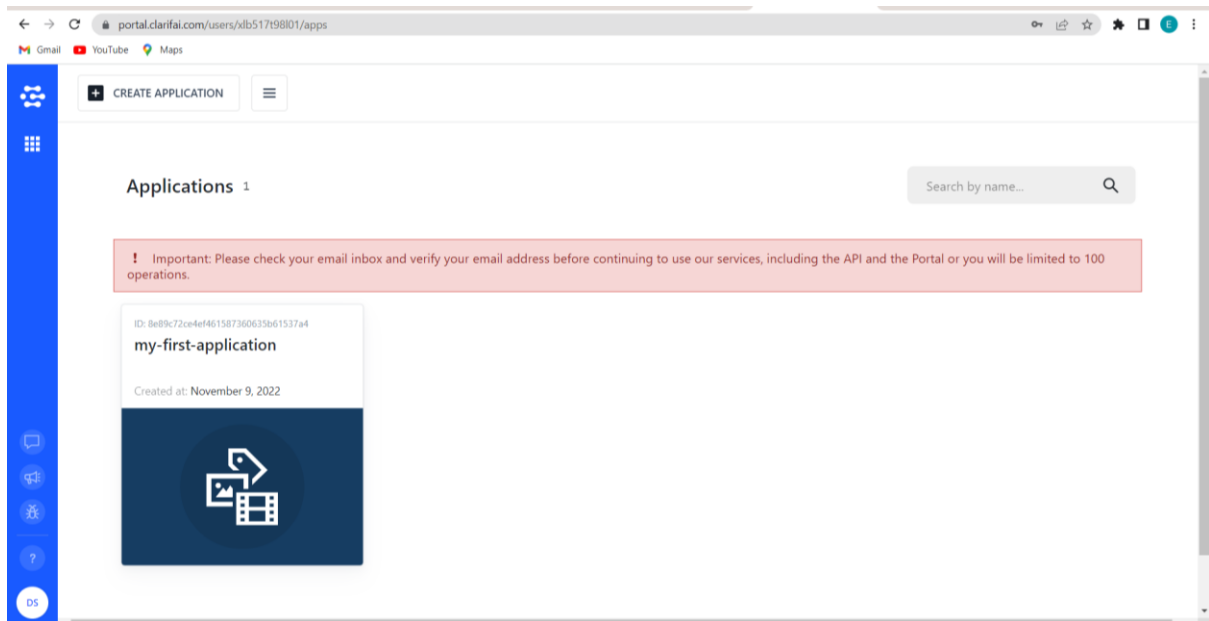 portal.clarifai.com/users/xlb517t98l01/apps
E
Gmail YouTube Maps
CREATE APPLICATION
Applications 1
Search by name...
! Important: Please check your email inbox and verify your email address before continuing to use our services, including the API and the Portal or you will be limited to 100
operations.
ID: 8e89c72ce4ef461587360635b61537a4
my-first-application
Created at: November 9, 2022
?
DS